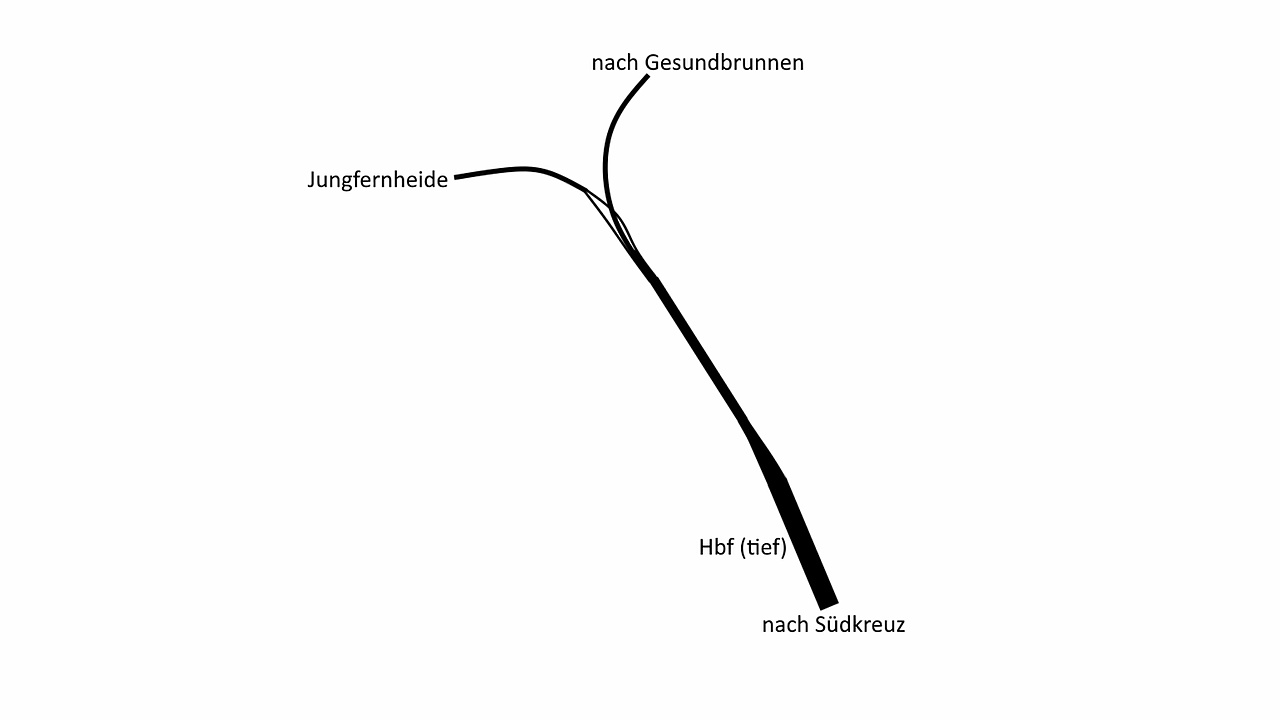 nach Gesundbrunnen
Jungfernheide
Hbf (tief)
nach Südkreuz